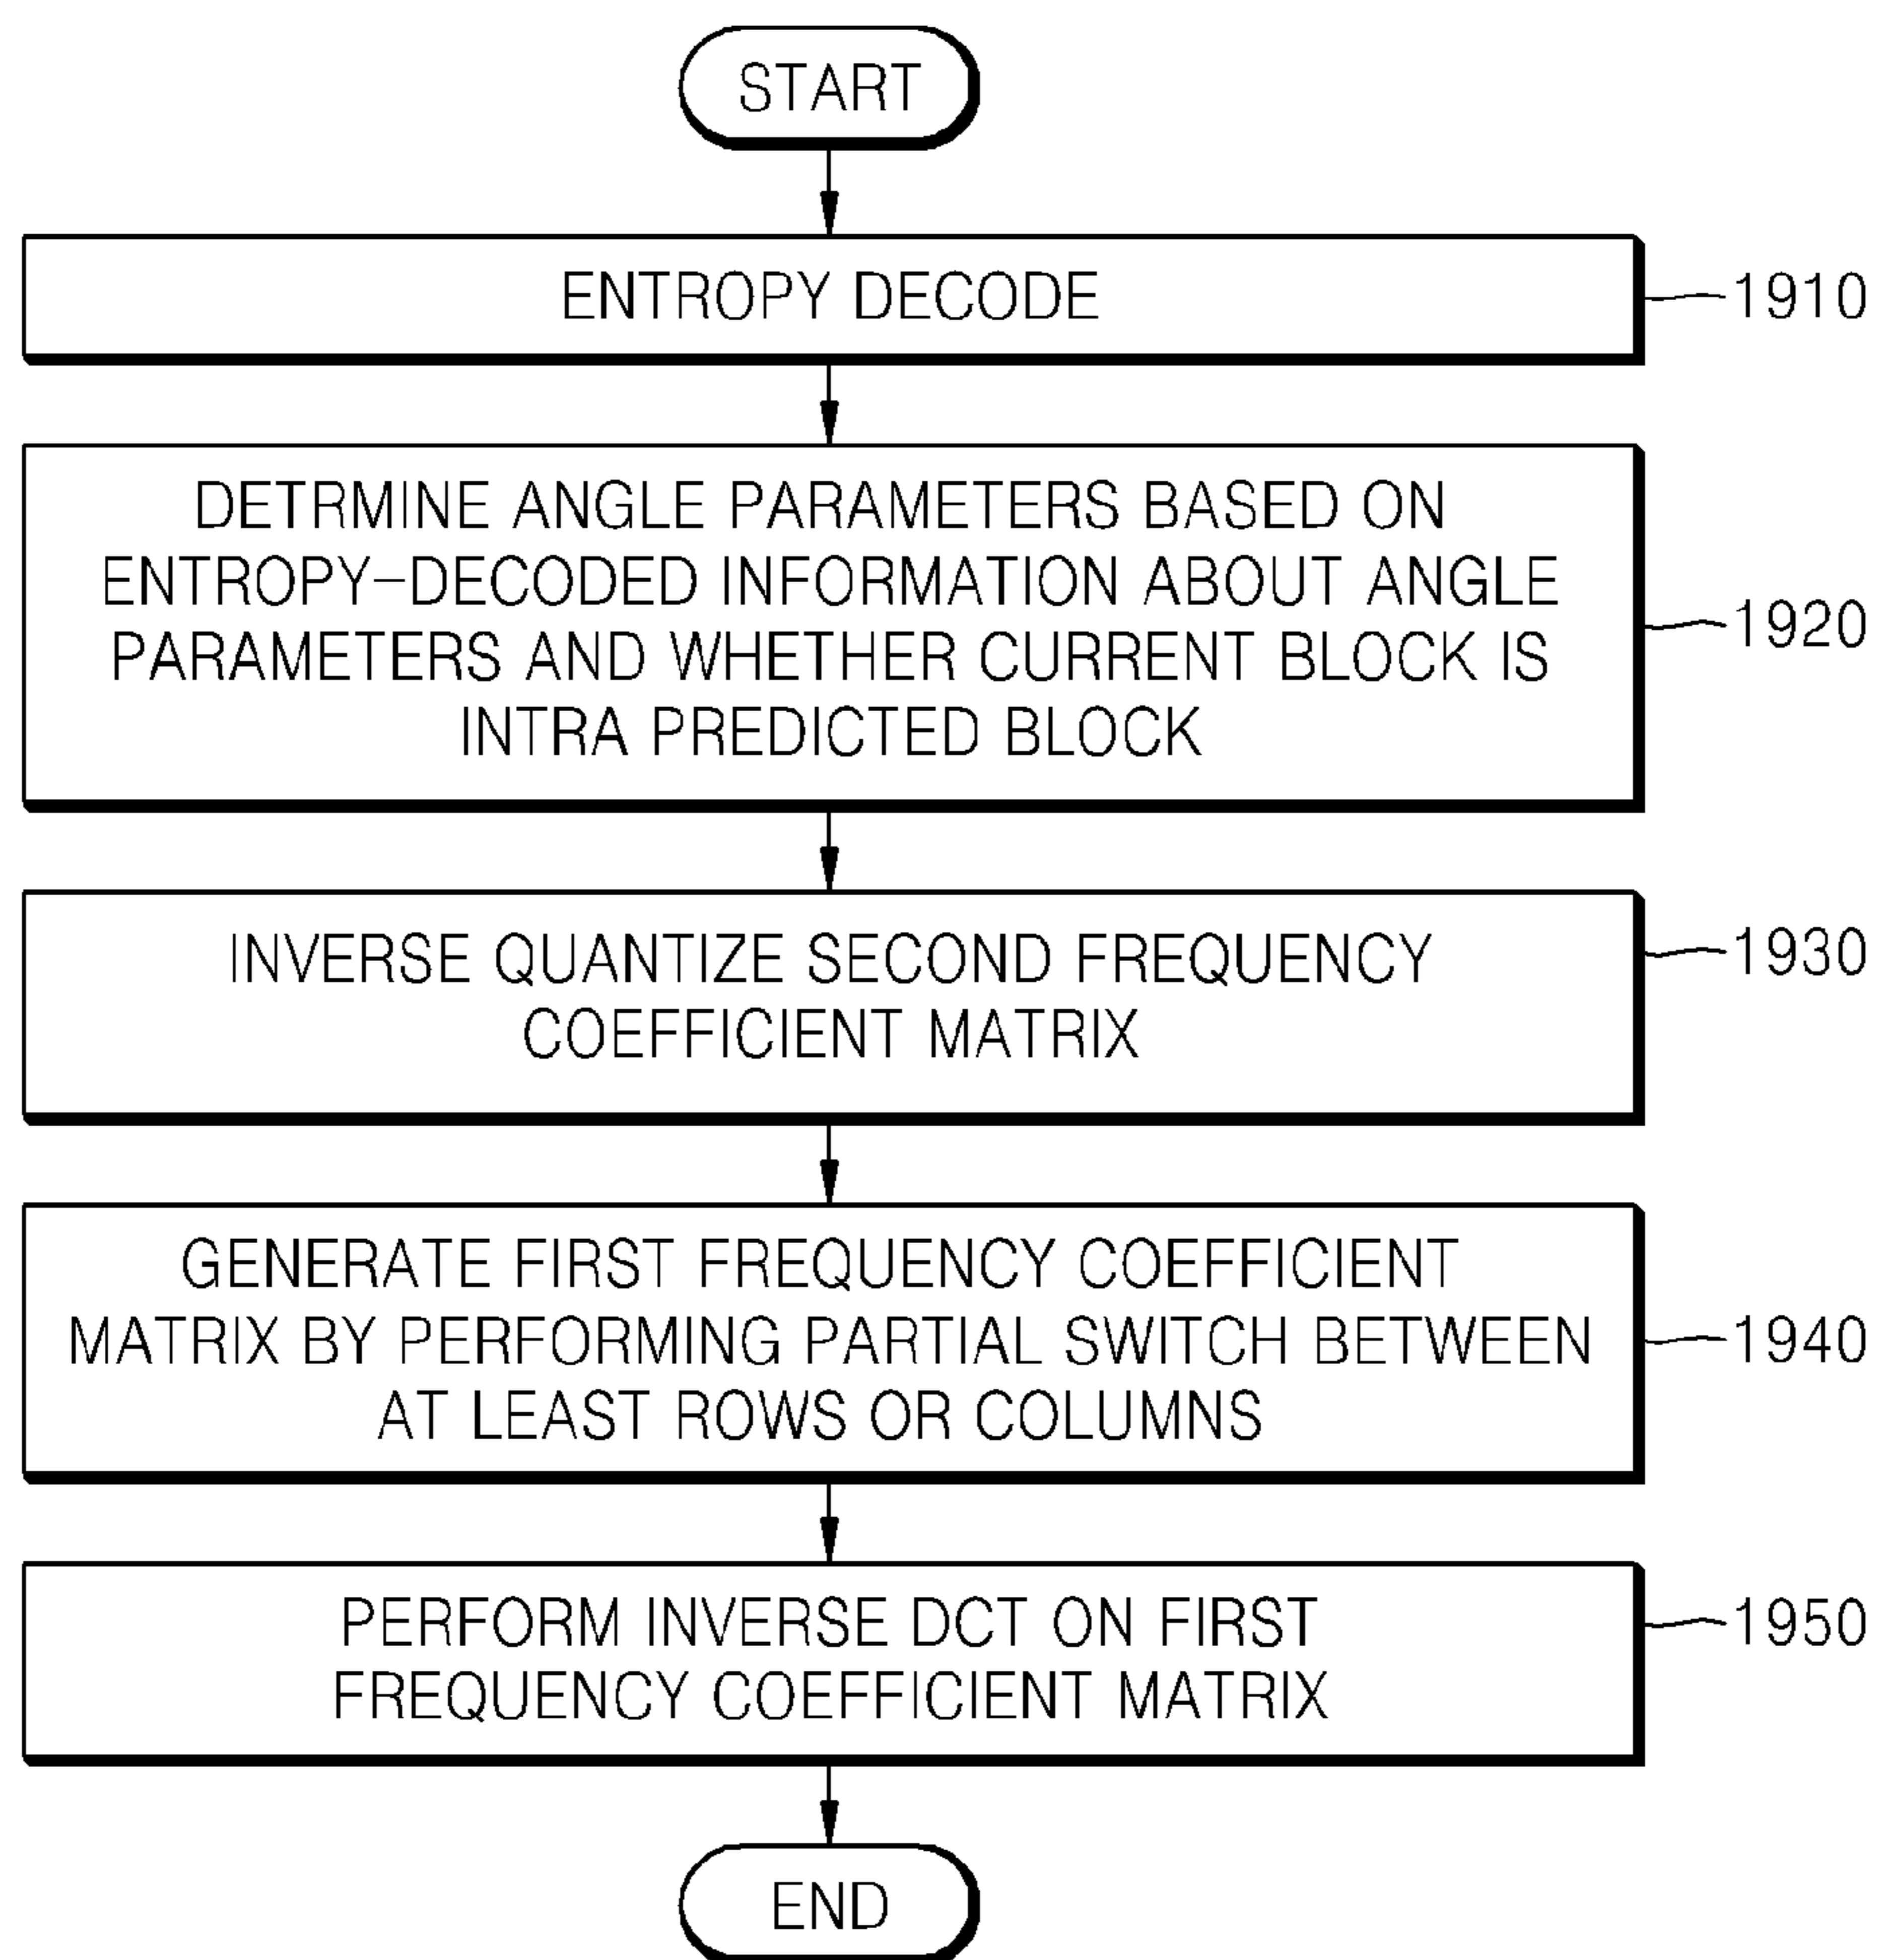 START
ENTROPY DECODE
1910
DETRMINE ANGLE PARAMETERS BASED ON
ENTROPY-DECODED INFORMATION ABOUT ANGLE
PARAMETERS AND WHETHER CURRENT BLOCK IS
INTRA PREDICTED BLOCK
1920
INVERSE QUANTIZE SECOND FREQUENCY
COEFFICIENT MATRIX
1930
GENERATE FIRST FREQUENCY COEFFICIENT
MATRIX BY PERFORMING PARTIAL SWITCH BETWEEN
AT LEAST ROWS OR COLUMNS
1940
PERFORM INVERSE DCT ON FIRST
FREQUENCY COEFFICIENT MATRIX
1950
END